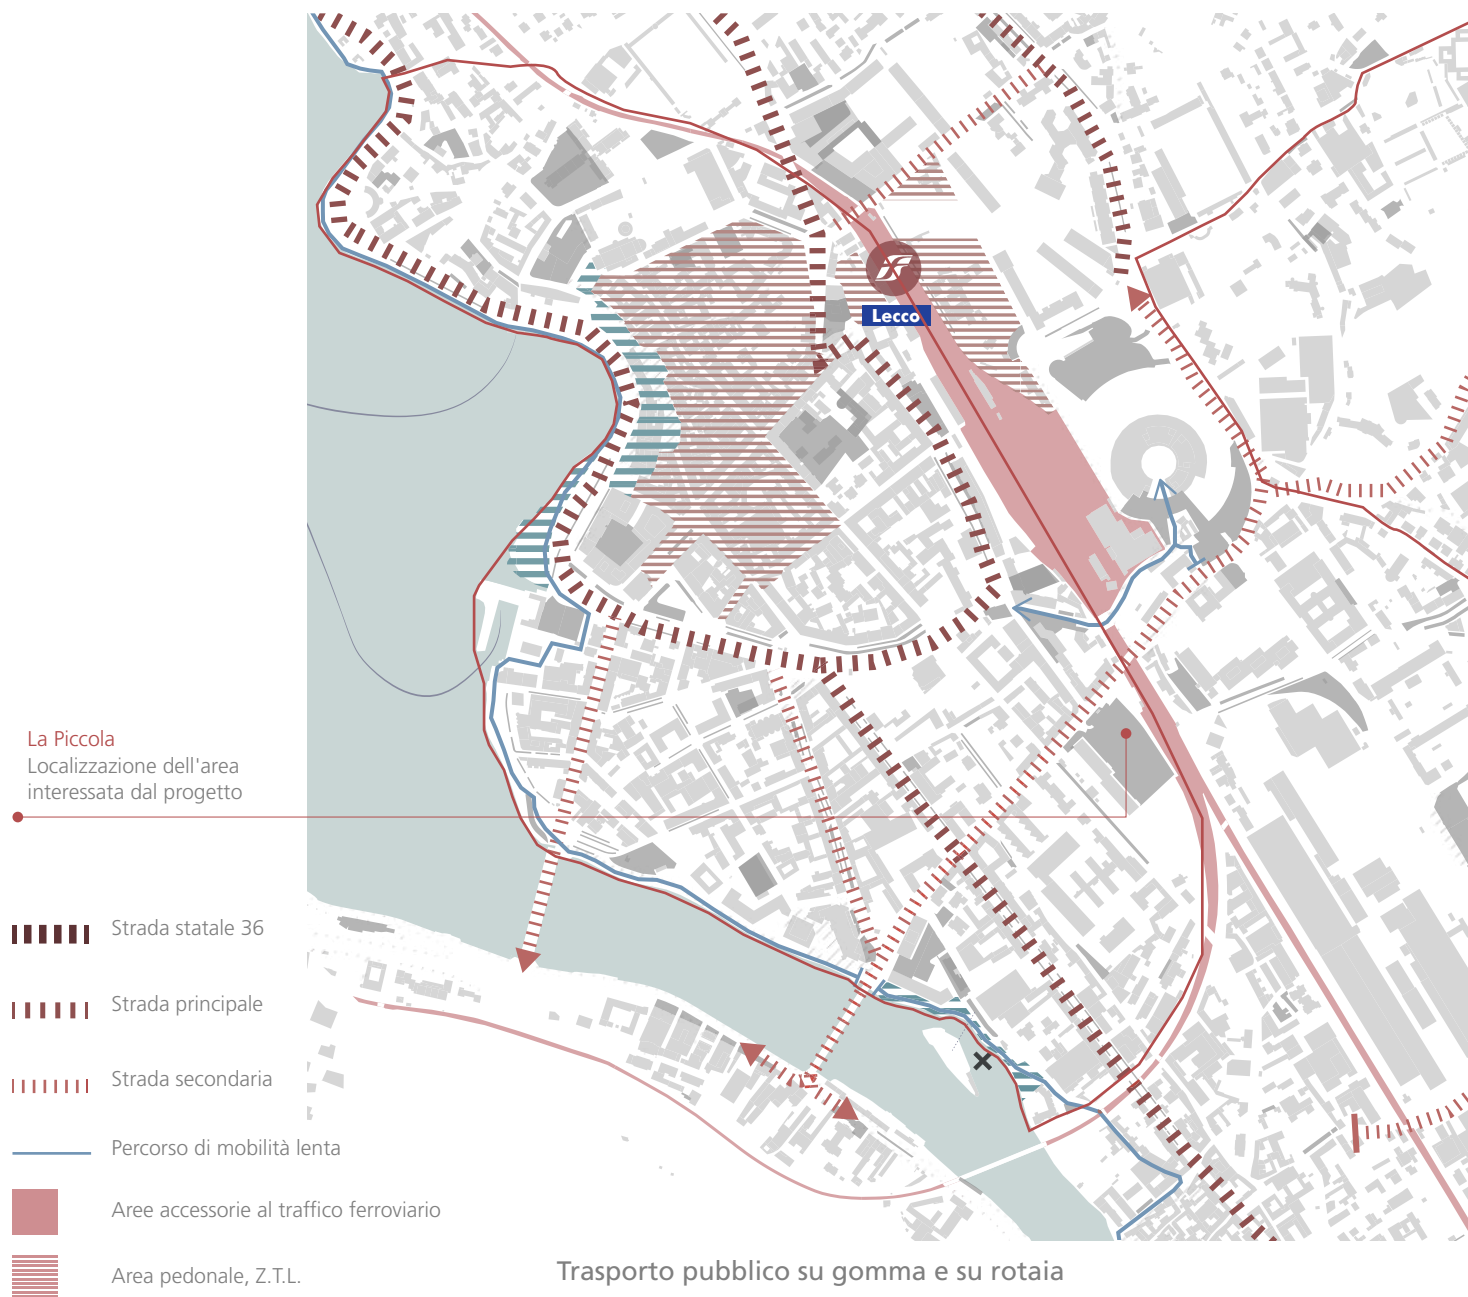 Lecco
La Piccola
Localizzazione dell'area
interessata dal progetto
Strada statale 36
Strada principale
Strada secondaria
Percorso di mobilità lenta
Aree accessorie al traffico ferroviario
Area pedonale, Z.T.L.
Trasporto pubblico su gomma e su rotaia